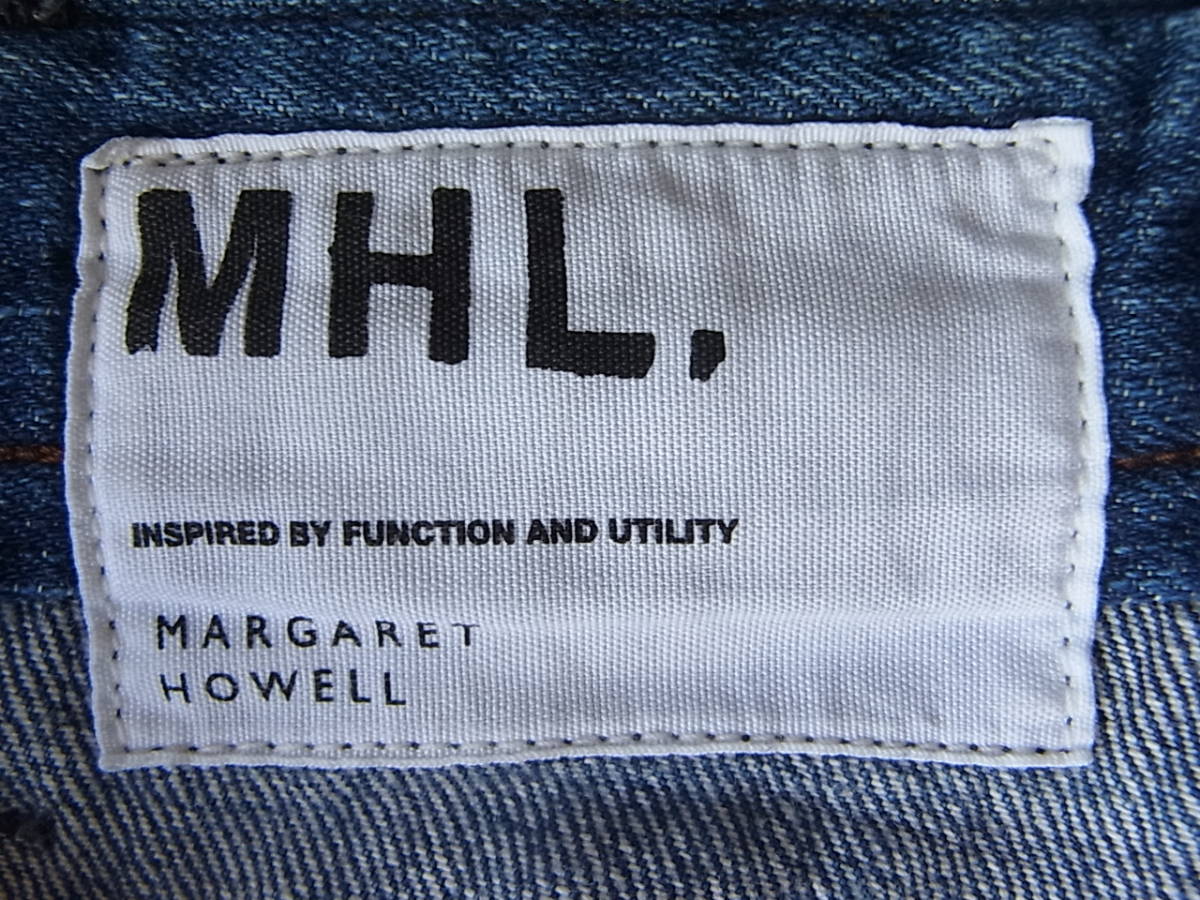 MHL.
INSPIRED BY FUNCTION AND UTILITY
MARGARET
HOWELL